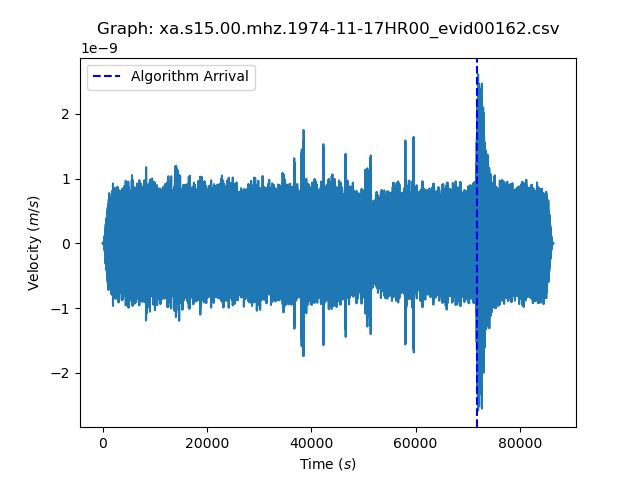 Graph: xa.s15.00.mhz.1974-11-17HR00_evid00162.csv
1e−9
Algorithm Arrival
2
1
0
−1
−2
Velocity (m/s)
0 20000 40000 60000 80000
Time (s)